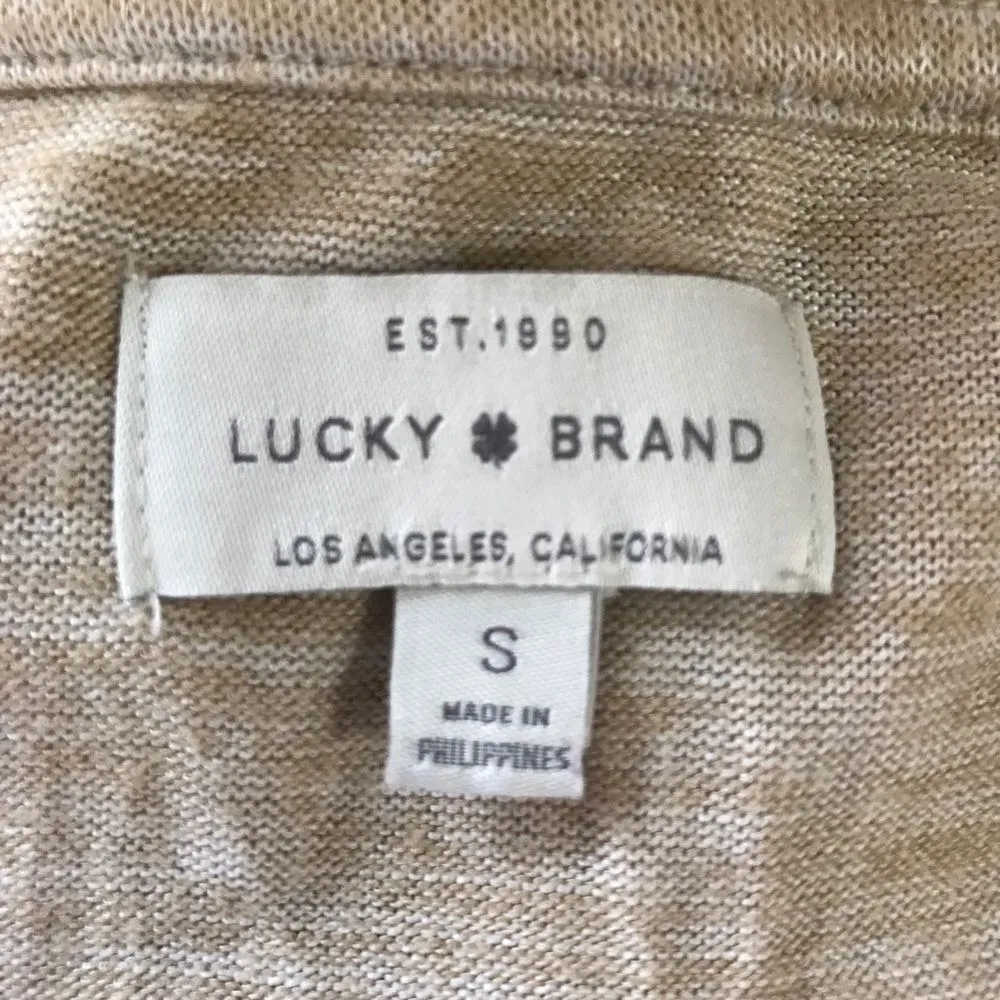 EST.1990
LUCKY BRAND
LOS ANGELES, CALIFORNIA
S
MADE IN
PHILIPPINES